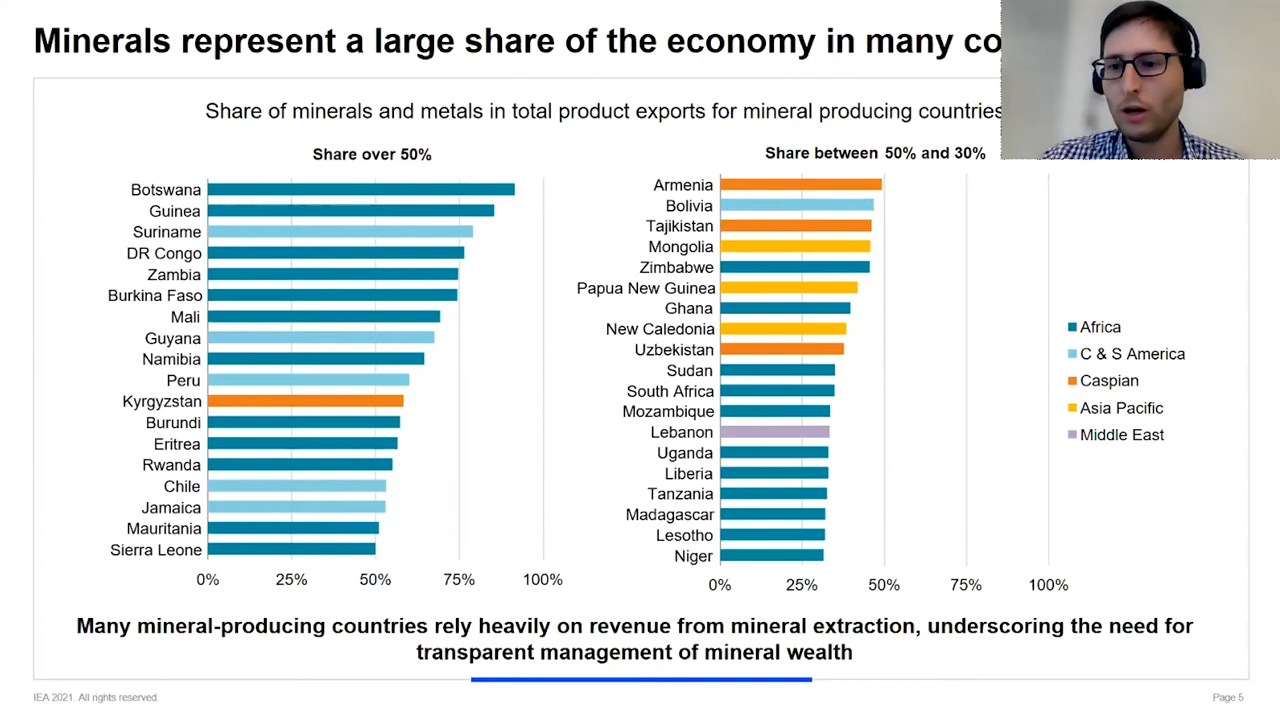 Minerals represent a large share of the economy in many co
Share of minerals and metals in total product exports for mineral producing countries
Share over 50%
Botswana
Guinea
Suriname
DR Congo
Zambia
Burkina Faso
Mali
Guyana
Namibia
Peru
Kyrgyzstan
Burundi
Eritrea
Rwanda
Chile
Jamaica
Mauritania
Sierra Leone
0% 25% 50% 75% 100%
Share between 50% and 30%
Armenia
Bolivia
Tajikistan
Mongolia
Zimbabwe
Papua New Guinea
Ghana
New Caledonia
Uzbekistan
Sudan
South Africa
Mozambique
Lebanon
Uganda
Liberia
Tanzania
Madagascar
Lesotho
Niger
0% 25% 50% 75% 100%
Africa
C & S America
Caspian
Asia Pacific
Middle East
Many mineral-producing countries rely heavily on revenue from mineral extraction, underscoring the need for
transparent management of mineral wealth
IEA 2021. All rights reserved.
Page 5